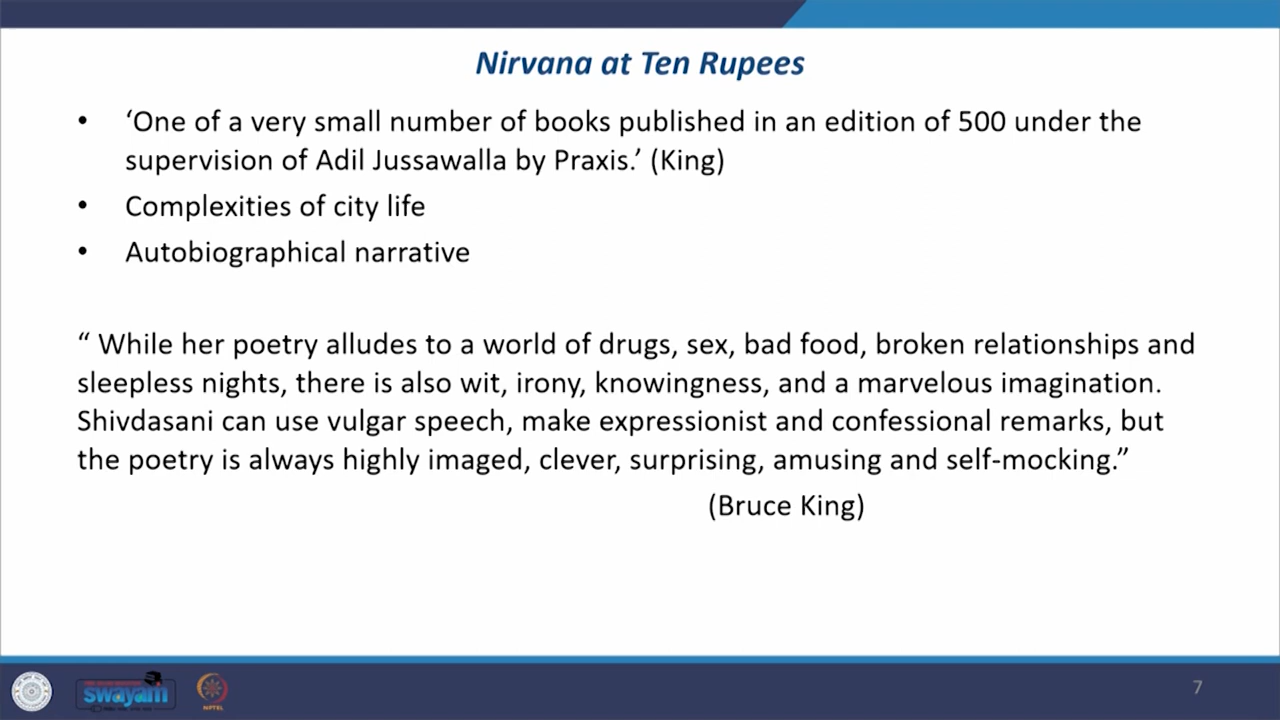 Nirvana at Ten Rupees
• ‘One of a very small number of books published in an edition of 500 under the
supervision of Adil Jussawalla by Praxis.’ (King)
• Complexities of city life
• Autobiographical narrative
“ While her poetry alludes to a world of drugs, sex, bad food, broken relationships and
sleepless nights, there is also wit, irony, knowingness, and a marvelous imagination.
Shivdasani can use vulgar speech, make expressionist and confessional remarks, but
the poetry is always highly imaged, clever, surprising, amusing and self-mocking.”
(Bruce King)
swayam
NPTEL
7